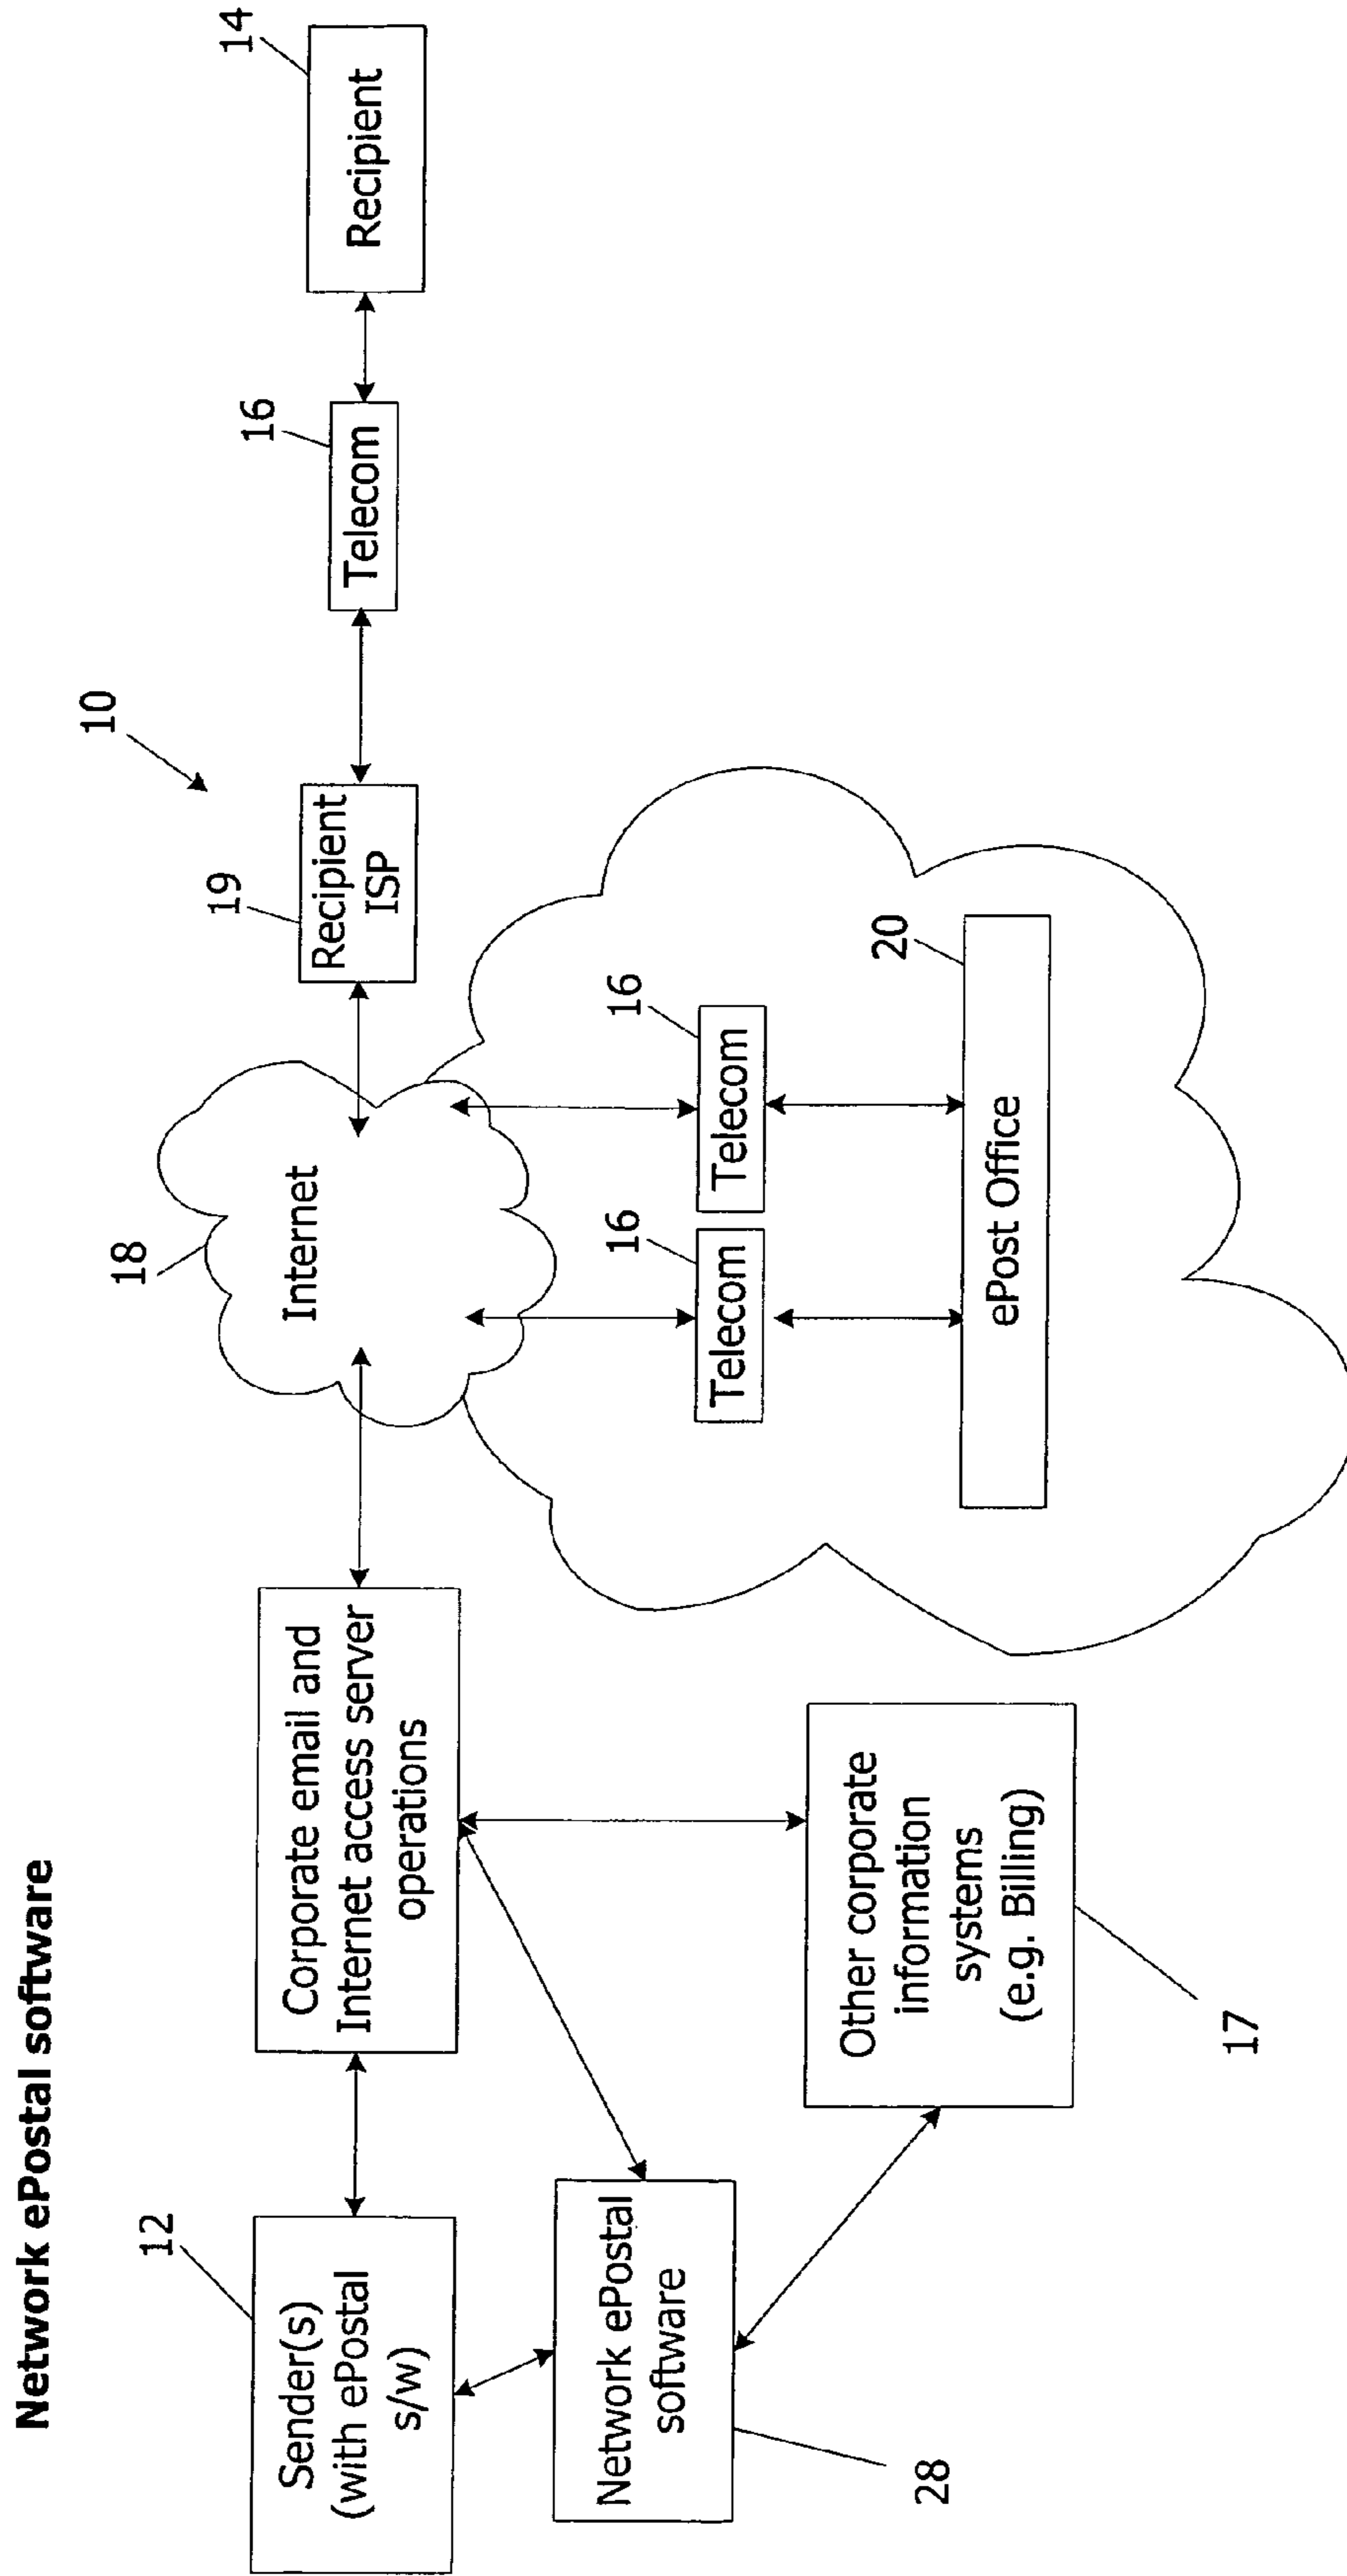 Network ePostal software
12
Sender(s)
(with ePostal
s/w)
Corporate email and
Internet access server
operations
18
Internet
19
Recipient
ISP
10
16
Telecom
14
Recipient
Network ePostal
software
28
Other corporate
information
systems
(e.g. Billing)
17
16
Telecom
16
Telecom
20
ePost Office